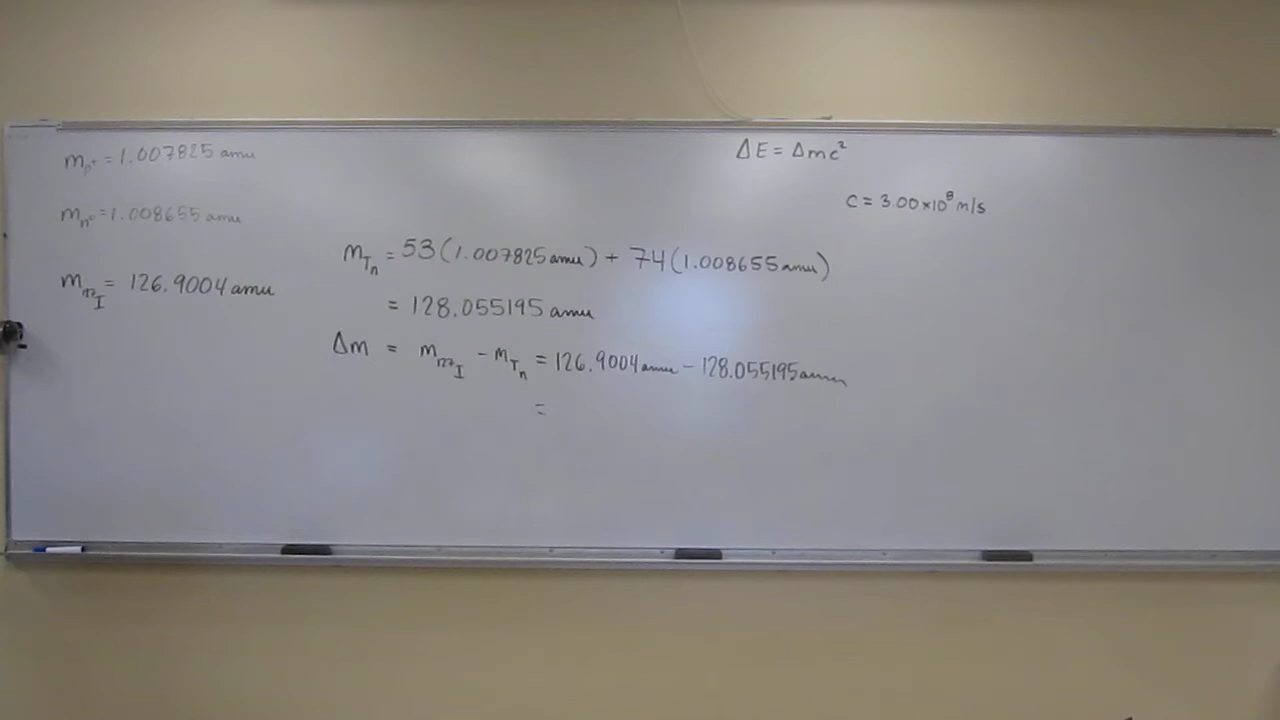 m_p⁺ = 1.007825 amu
m_n⁰ = 1.008655 amu
m_¹²⁷I = 126.9004 amu
ΔE = Δmc²
c = 3.00×10⁸ m/s
m_Tn = 53(1.007825 amu) + 74(1.008655 amu)
= 128.055195 amu
Δm = m_¹²⁷I - m_Tn = 126.9004 amu - 128.055195 amu
=